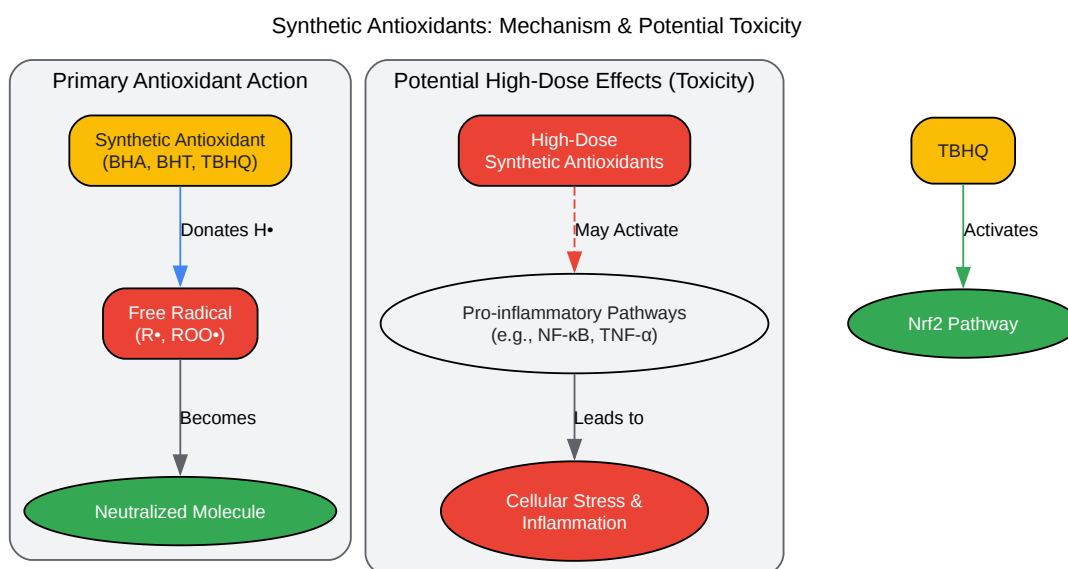 Synthetic Antioxidants: Mechanism & Potential Toxicity
Primary Antioxidant Action
Synthetic Antioxidant
(BHA, BHT, TBHQ)
Donates H•
Free Radical
(R•, ROO•)
Becomes
Neutralized Molecule
Potential High-Dose Effects (Toxicity)
High-Dose
Synthetic Antioxidants
May Activate
Pro-inflammatory Pathways
(e.g., NF-κB, TNF-α)
Leads to
Cellular Stress &
Inflammation
TBHQ
Activates
Nrf2 Pathway